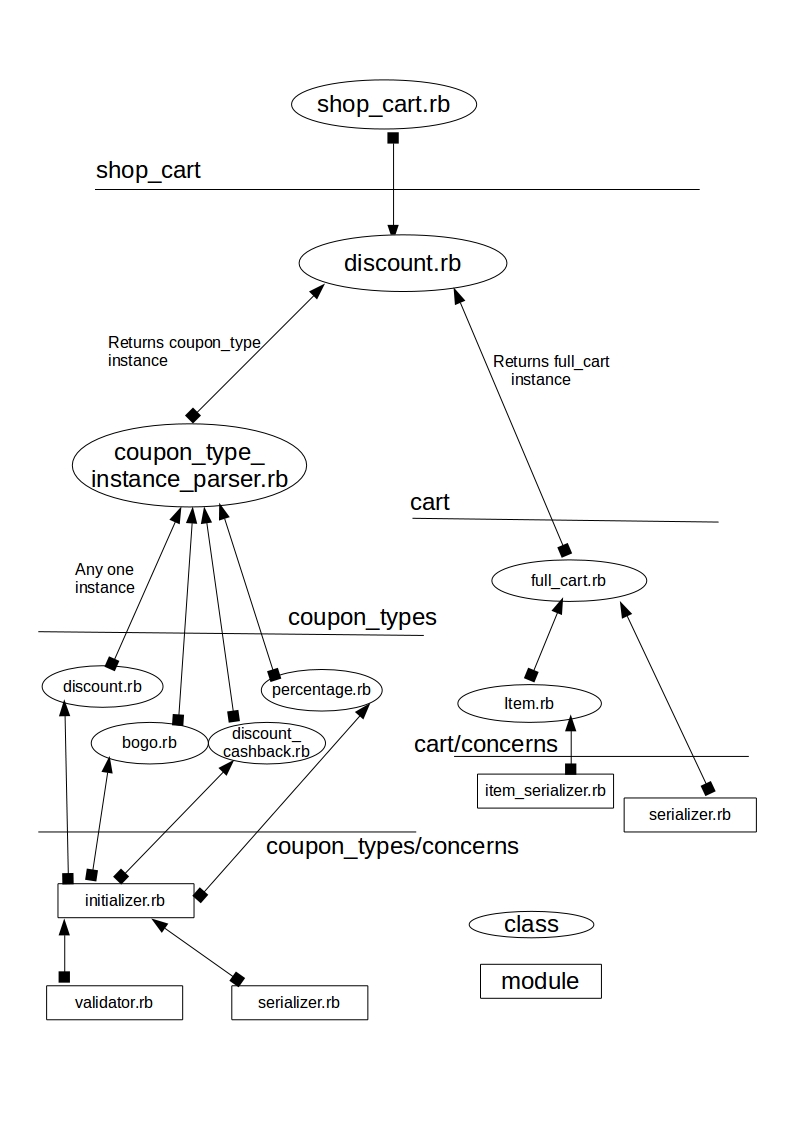 shop_cart.rb
shop_cart
discount.rb
Returns coupon_type
instance
Returns full_cart
instance
coupon_type_
instance_parser.rb
cart
Any one
instance
full_cart.rb
coupon_types
discount.rb
percentage.rb
Item.rb
bogo.rb
discount_
cashback.rb
cart/concerns
item_serializer.rb
serializer.rb
coupon_types/concerns
initializer.rb
class
module
validator.rb
serializer.rb